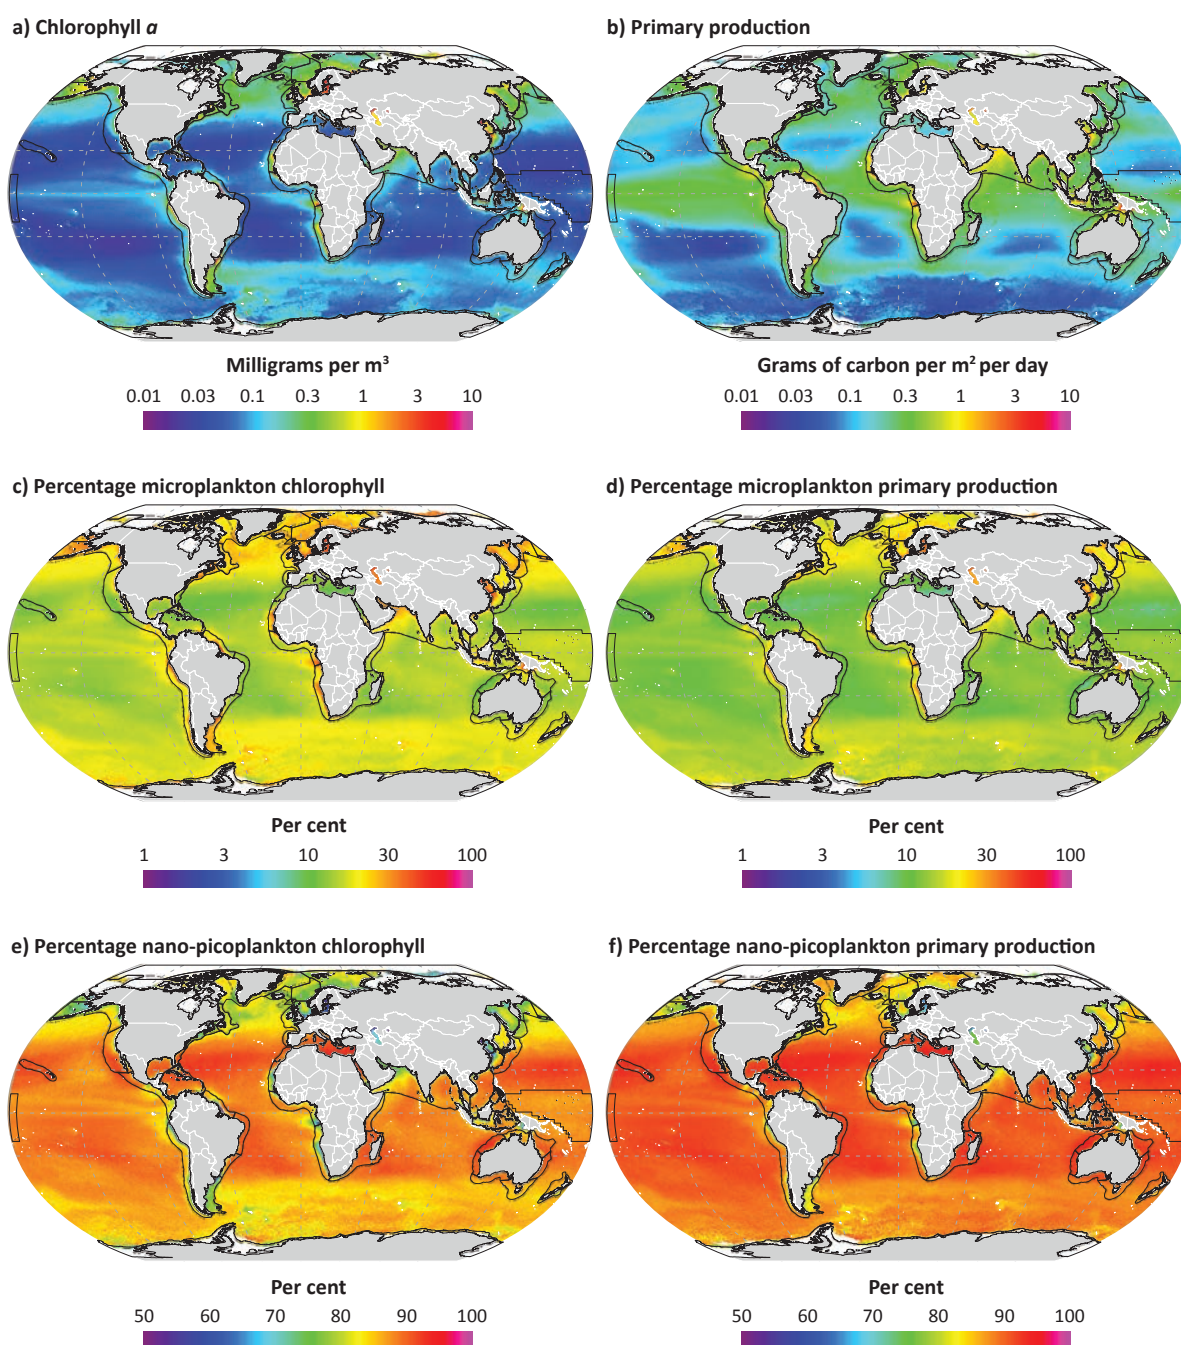 a) Chlorophyll a
b) Primary production
Milligrams per m³
0.01 0.03 0.1 0.3 1 3 10
Grams of carbon per m² per day
0.01 0.03 0.1 0.3 1 3 10
c) Percentage microplankton chlorophyll
d) Percentage microplankton primary production
Per cent
1 3 10 30 100
Per cent
1 3 10 30 100
e) Percentage nano-picoplankton chlorophyll
f) Percentage nano-picoplankton primary production
Per cent
50 60 70 80 90 100
Per cent
50 60 70 80 90 100